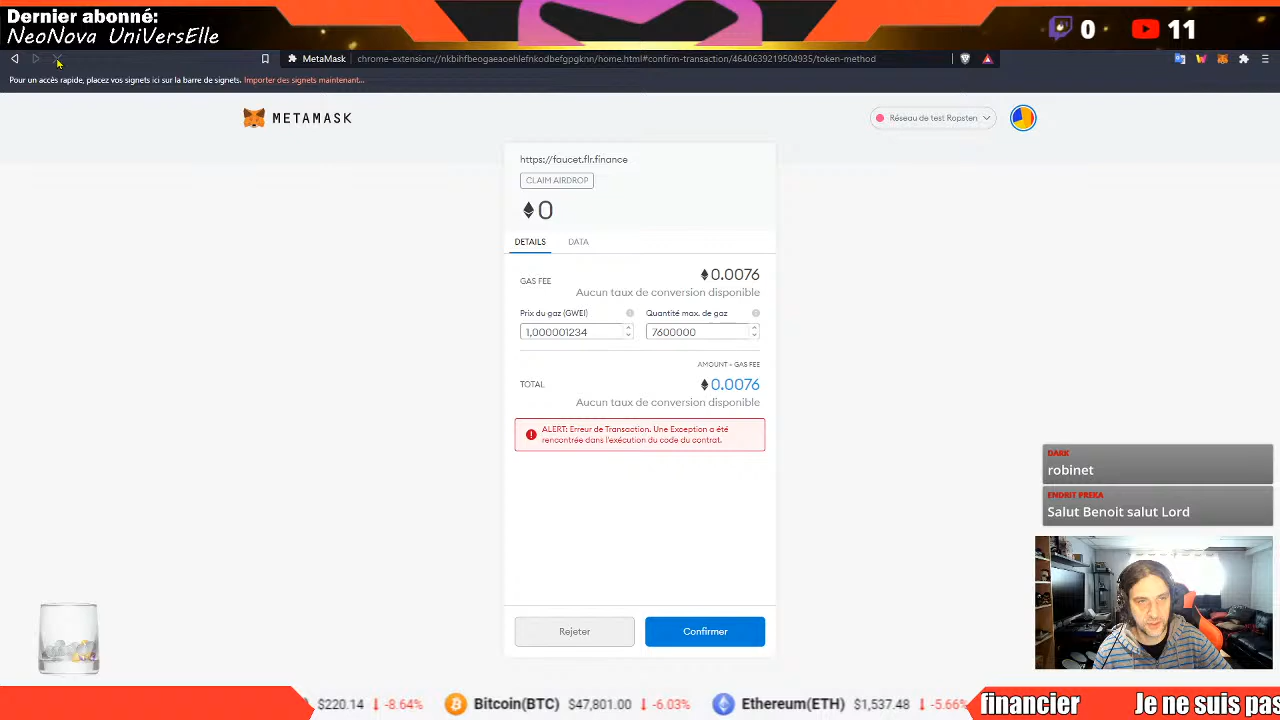 Dernier abonné:
NeoNova UniVersElle
0
11
MetaMask
chrome-extension://nkbihfbeogaeaoehlefnkodbefgpgknn/home.html#confirm-transaction/4640639219504935/token-method
Pour un accès rapide, placez vos signets ici sur la barre de signets. Importer des signets maintenant...
METAMASK
Réseau de test Ropsten
https://faucet.flr.finance
CLAIM AIRDROP
0
DETAILS
DATA
GAS FEE
0.0076
Aucun taux de conversion disponible
Prix du gaz (GWEI)
Quantité max. de gaz
1,000001234
7600000
AMOUNT + GAS FEE
TOTAL
0.0076
Aucun taux de conversion disponible
ALERT: Erreur de Transaction. Une Exception a été
rencontrée dans l'exécution du code du contrat.
DARK
robinet
ENDRIT PREKA
Salut Benoit salut Lord
Rejeter
Confirmer
$220.14 -8.64% Bitcoin(BTC) $47,801.00 -6.03% Ethereum(ETH) $1,537.48 -5.66%
financier
Je ne suis pas